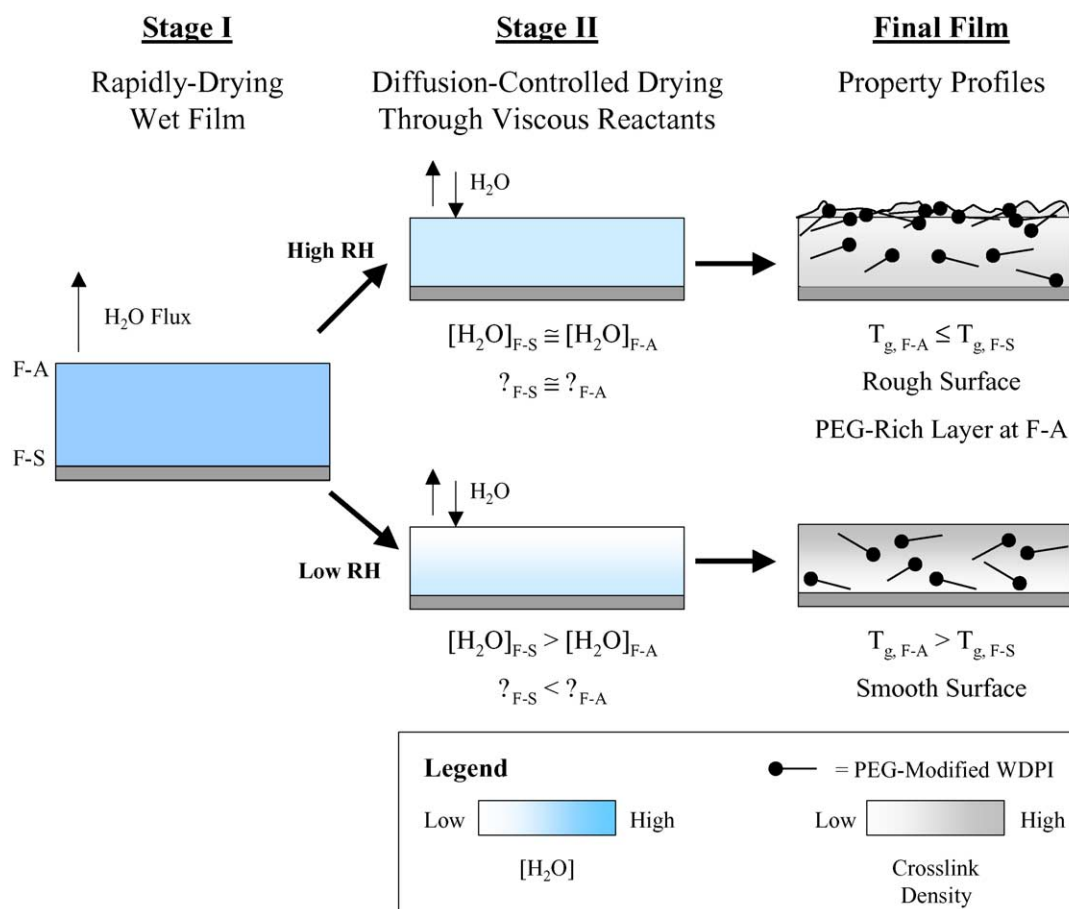 Stage I
Rapidly-Drying
Wet Film
Stage II
Diffusion-Controlled Drying
Through Viscous Reactants
Final Film
Property Profiles
H₂O Flux
F-A
F-S
High RH
Low RH
H₂O
[H₂O]F-S ≅ [H₂O]F-A
?F-S ≅ ?F-A
Tg, F-A ≤ Tg, F-S
Rough Surface
PEG-Rich Layer at F-A
H₂O
[H₂O]F-S > [H₂O]F-A
?F-S < ?F-A
Tg, F-A > Tg, F-S
Smooth Surface
Legend
Low High
[H₂O]
= PEG-Modified WDPI
Low High
Crosslink
Density